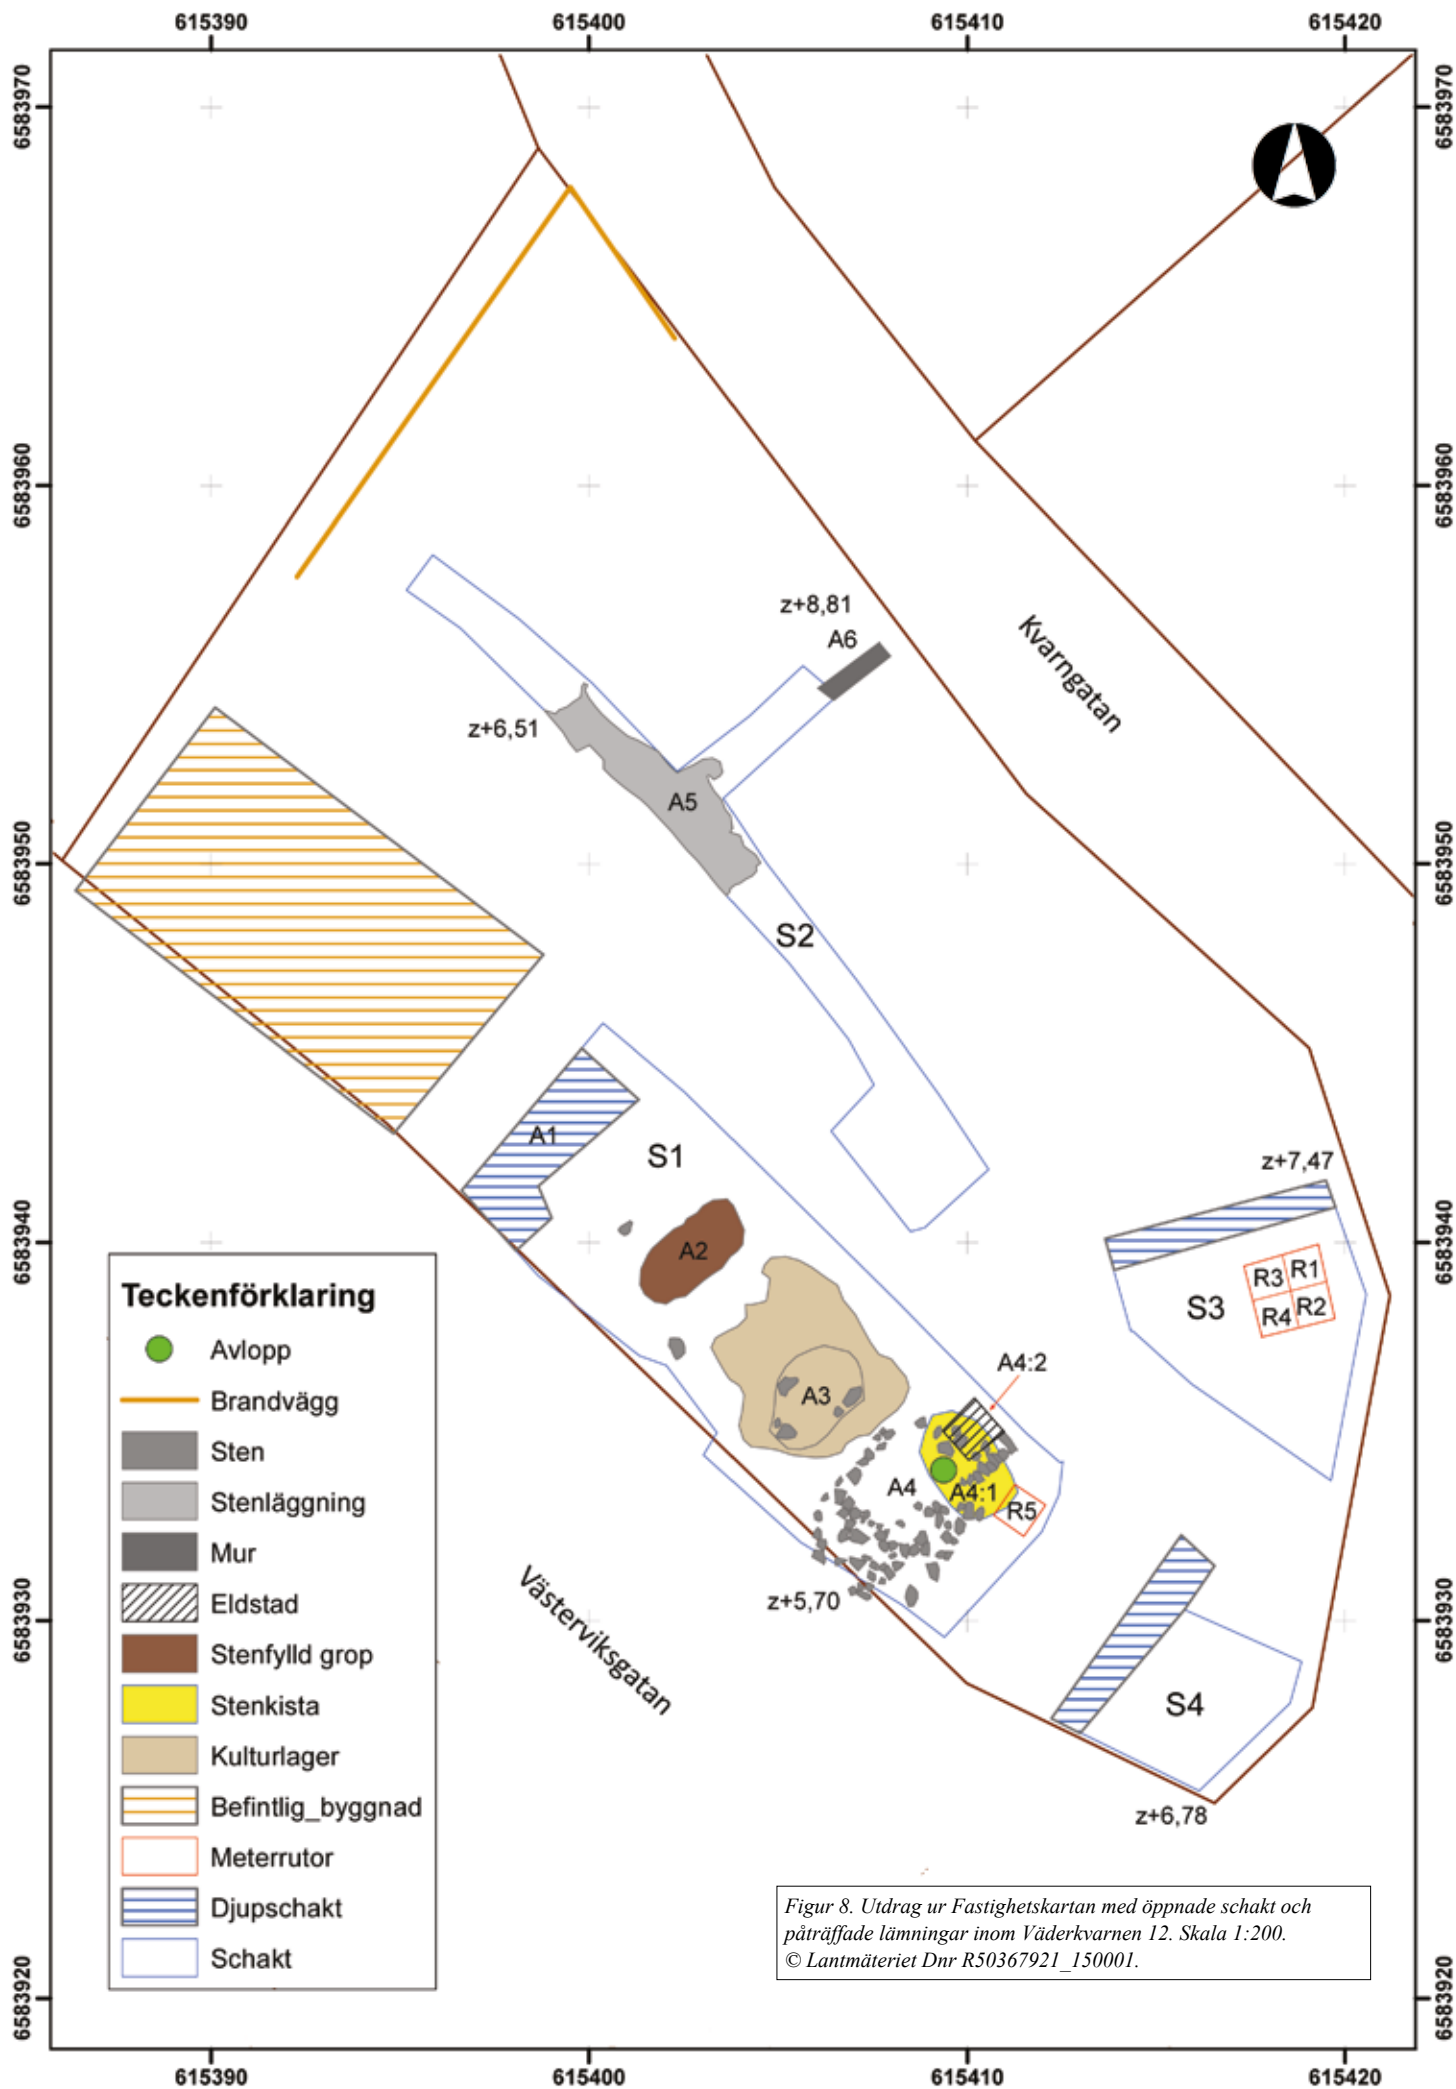 615390
615400
615410
615420
6583970
6583970
6583960
6583960
z+8,81
A6
Kvarngatan
z+6,51
A5
6583950
6583950
S2
A1
S1
z+7,47
6583940
6583940
A2
R3
R1
S3
R4
R2
A4:2
A3
A4
A4:1
R5
z+5,70
Västerviksgatan
6583930
6583930
S4
z+6,78
Teckenförklaring
Avlopp
Brandvägg
Sten
Stenläggning
Mur
Eldstad
Stenfylld grop
Stenkista
Kulturlager
Befintlig_byggnad
Meterrutor
Djupschakt
Schakt
Figur 8. Utdrag ur Fastighetskartan med öppnade schakt och
påträffade lämningar inom Väderkvarnen 12. Skala 1:200.
© Lantmäteriet Dnr R50367921_150001.
6583920
6583920
615390
615400
615410
615420